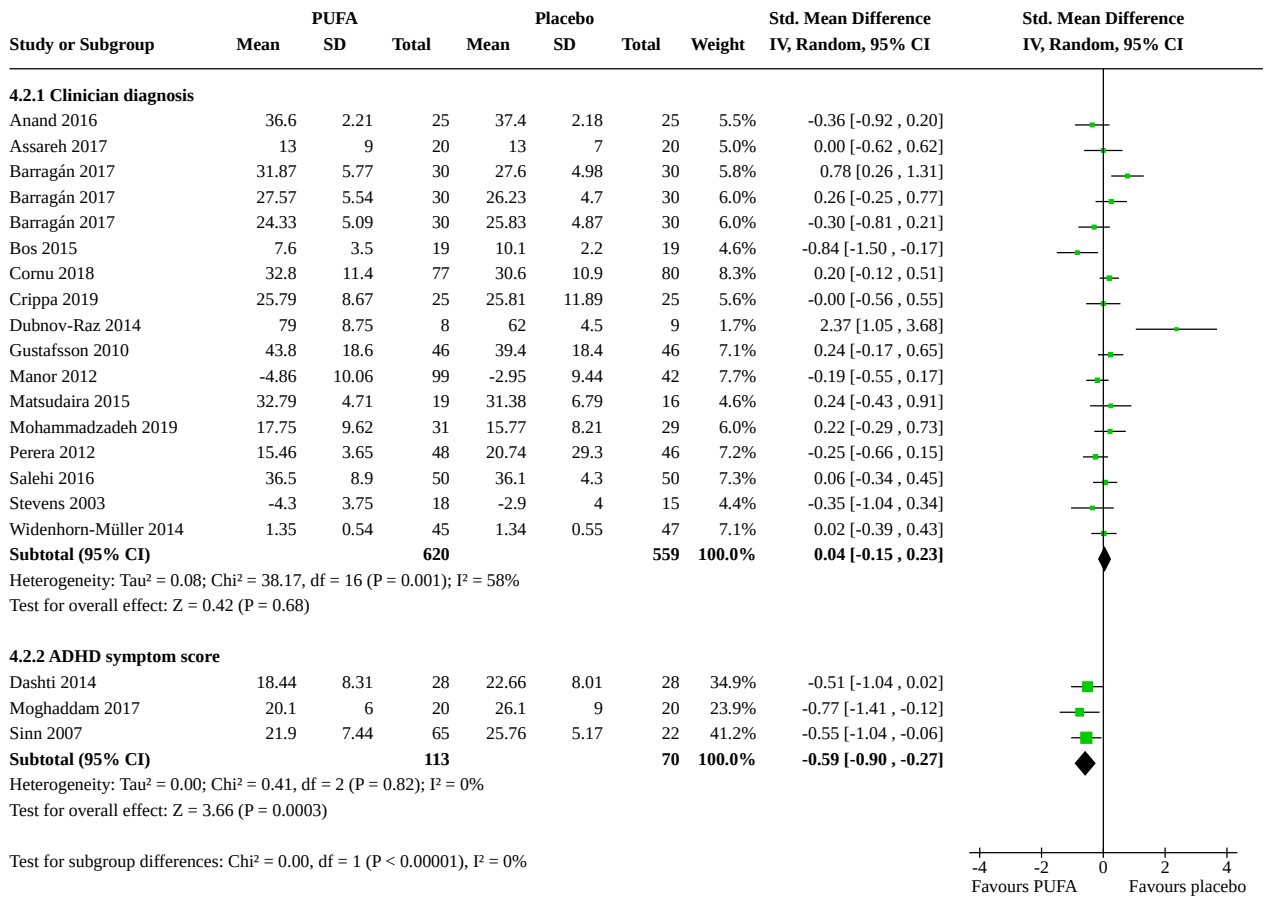 PUFA Placebo Std. Mean Difference Std. Mean Difference
Study or Subgroup Mean SD Total Mean SD Total Weight IV, Random, 95% CI IV, Random, 95% CI
4.2.1 Clinician diagnosis
Anand 2016 36.6 2.21 25 37.4 2.18 25 5.5% -0.36 [-0.92 , 0.20]
Assareh 2017 13 9 20 13 7 20 5.0% 0.00 [-0.62 , 0.62]
Barragán 2017 31.87 5.77 30 27.6 4.98 30 5.8% 0.78 [0.26 , 1.31]
Barragán 2017 27.57 5.54 30 26.23 4.7 30 6.0% 0.26 [-0.25 , 0.77]
Barragán 2017 24.33 5.09 30 25.83 4.87 30 6.0% -0.30 [-0.81 , 0.21]
Bos 2015 7.6 3.5 19 10.1 2.2 19 4.6% -0.84 [-1.50 , -0.17]
Cornu 2018 32.8 11.4 77 30.6 10.9 80 8.3% 0.20 [-0.12 , 0.51]
Crippa 2019 25.79 8.67 25 25.81 11.89 25 5.6% -0.00 [-0.56 , 0.55]
Dubnov-Raz 2014 79 8.75 8 62 4.5 9 1.7% 2.37 [1.05 , 3.68]
Gustafsson 2010 43.8 18.6 46 39.4 18.4 46 7.1% 0.24 [-0.17 , 0.65]
Manor 2012 -4.86 10.06 99 -2.95 9.44 42 7.7% -0.19 [-0.55 , 0.17]
Matsudaira 2015 32.79 4.71 19 31.38 6.79 16 4.6% 0.24 [-0.43 , 0.91]
Mohammadzadeh 2019 17.75 9.62 31 15.77 8.21 29 6.0% 0.22 [-0.29 , 0.73]
Perera 2012 15.46 3.65 48 20.74 29.3 46 7.2% -0.25 [-0.66 , 0.15]
Salehi 2016 36.5 8.9 50 36.1 4.3 50 7.3% 0.06 [-0.34 , 0.45]
Stevens 2003 -4.3 3.75 18 -2.9 4 15 4.4% -0.35 [-1.04 , 0.34]
Widenhorn-Müller 2014 1.35 0.54 45 1.34 0.55 47 7.1% 0.02 [-0.39 , 0.43]
Subtotal (95% CI) 620 559 100.0% 0.04 [-0.15 , 0.23]
Heterogeneity: Tau² = 0.08; Chi² = 38.17, df = 16 (P = 0.001); I² = 58%
Test for overall effect: Z = 0.42 (P = 0.68)
4.2.2 ADHD symptom score
Dashti 2014 18.44 8.31 28 22.66 8.01 28 34.9% -0.51 [-1.04 , 0.02]
Moghaddam 2017 20.1 6 20 26.1 9 20 23.9% -0.77 [-1.41 , -0.12]
Sinn 2007 21.9 7.44 65 25.76 5.17 22 41.2% -0.55 [-1.04 , -0.06]
Subtotal (95% CI) 113 70 100.0% -0.59 [-0.90 , -0.27]
Heterogeneity: Tau² = 0.00; Chi² = 0.41, df = 2 (P = 0.82); I² = 0%
Test for overall effect: Z = 3.66 (P = 0.0003)
Test for subgroup differences: Chi² = 0.00, df = 1 (P < 0.00001), I² = 0%
-4 -2 0 2 4
Favours PUFA Favours placebo